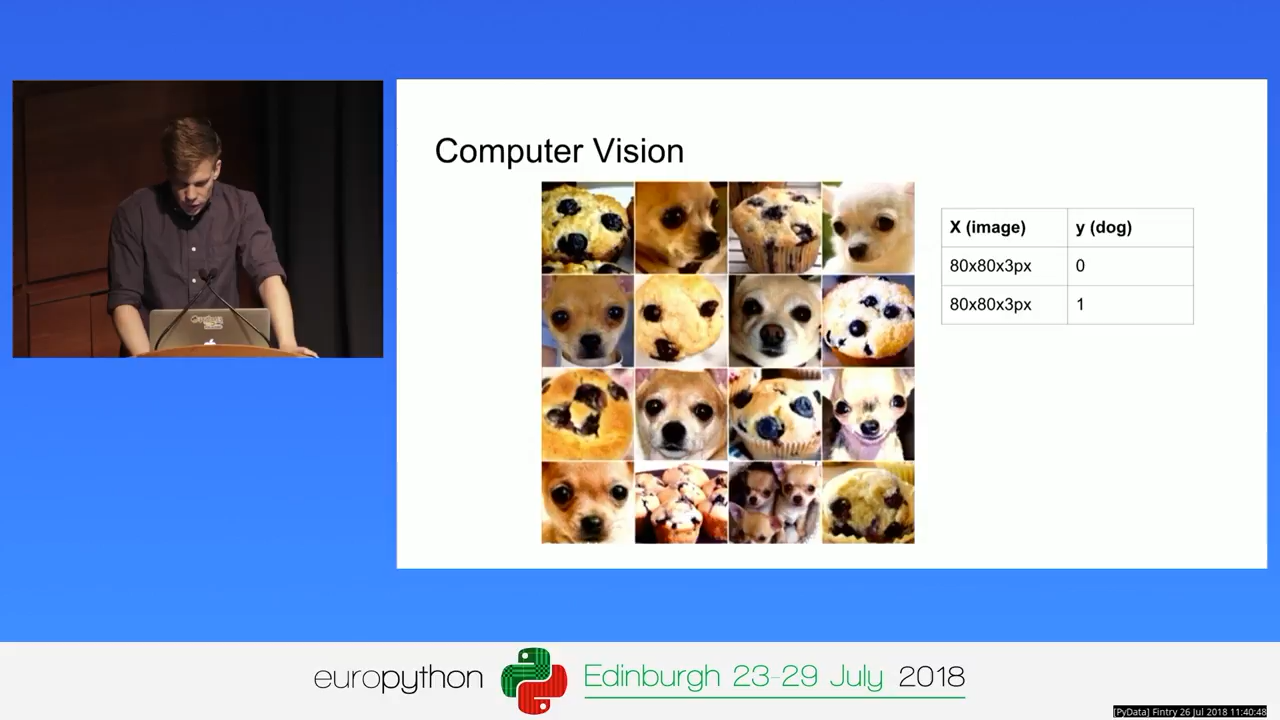 Computer Vision
X (image) y (dog)
80x80x3px 0
80x80x3px 1
europython Edinburgh 23-29 July 2018
[PyData] Fintry 26 Jul 2018 11:40:48